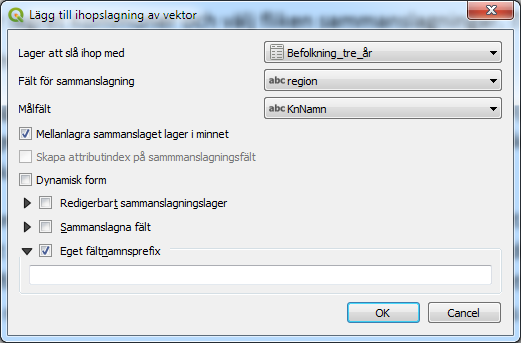 Lägg till ihopslagning av vektor
Lager att slå ihop med
Befolkning_tre_år
Fält för sammanslagning
abc region
Målfält
abc KnNamn
Mellanlagra sammanslaget lager i minnet
Skapa attributindex på sammmanslagningsfält
Dynamisk form
Redigerbart sammanslagningslager
Sammanslagna fält
Eget fältnamnsprefix
OK
Cancel